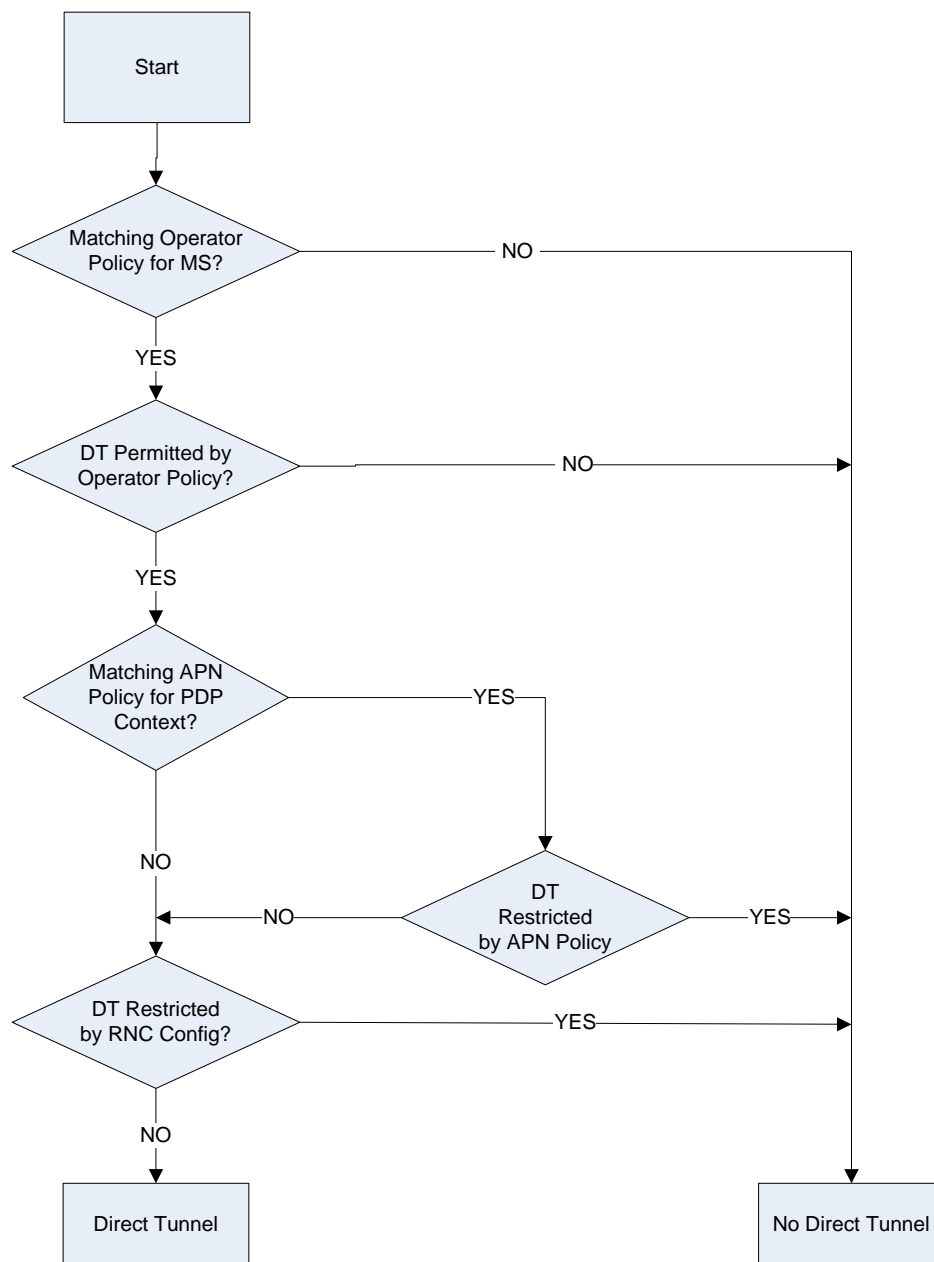 Start
Matching Operator
Policy for MS?
NO
YES
DT Permitted by
Operator Policy?
NO
YES
Matching APN
Policy for PDP
Context?
YES
NO
DT
Restricted
by APN Policy
NO
YES
DT Restricted
by RNC Config?
YES
NO
Direct Tunnel
No Direct Tunnel